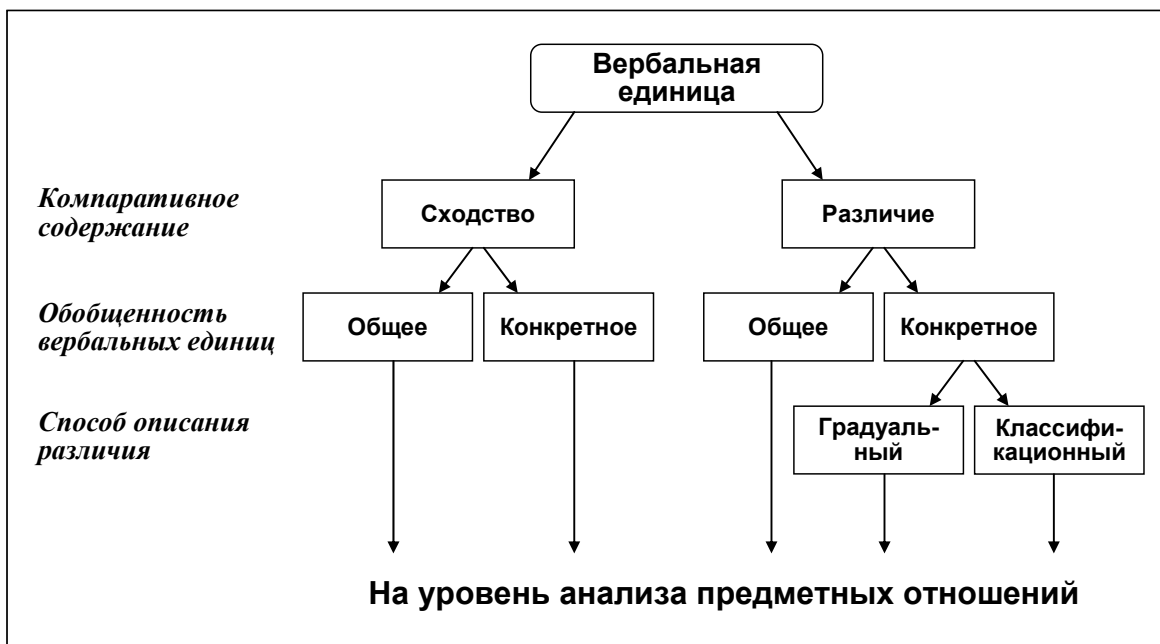 Вербальная
единица
Компаративное
содержание
Сходство
Различие
Обобщенность
вербальных единиц
Общее
Конкретное
Общее
Конкретное
Способ описания
различия
Градуаль-
ный
Классифи-
кационный
На уровень анализа предметных отношений